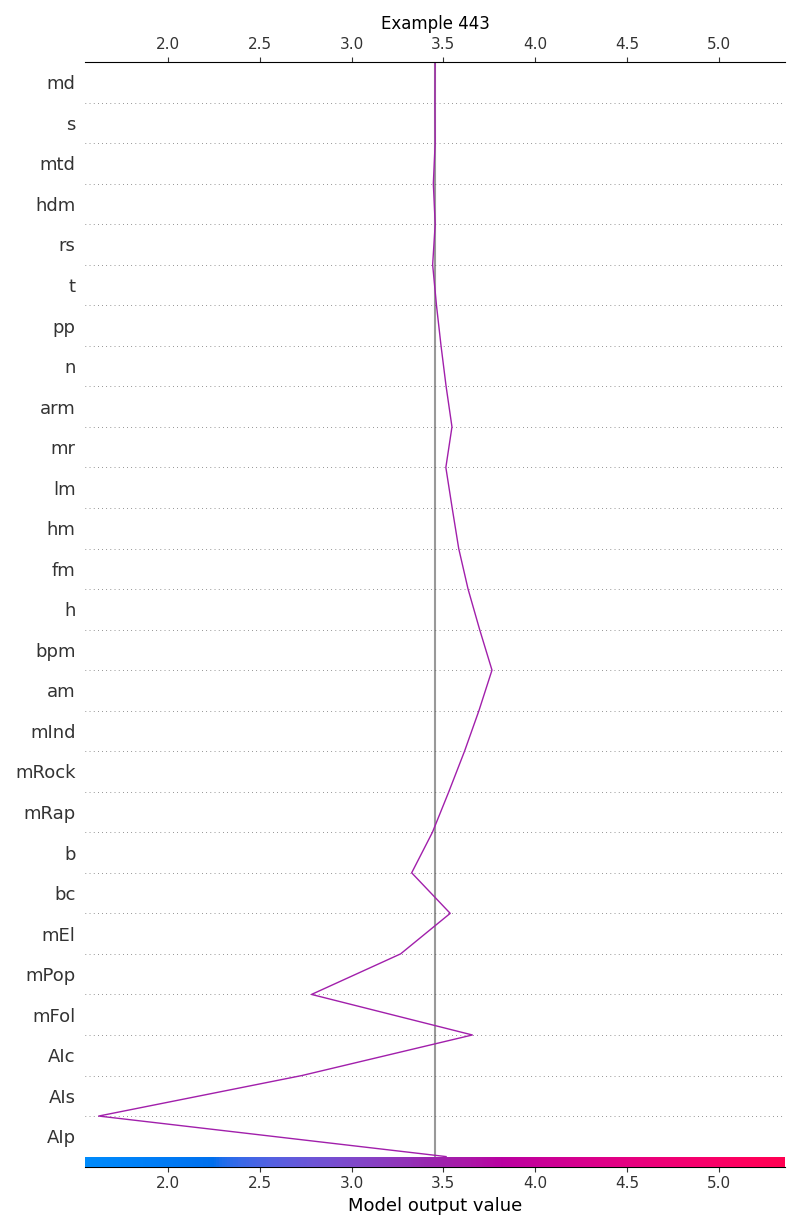 Example 443
2.0 2.5 3.0 3.5 4.0 4.5 5.0
md
s
mtd
hdm
rs
t
pp
n
arm
mr
lm
hm
fm
h
bpm
am
mInd
mRock
mRap
b
bc
mEl
mPop
mFol
AIc
AIs
AIp
2.0 2.5 3.0 3.5 4.0 4.5 5.0
Model output value